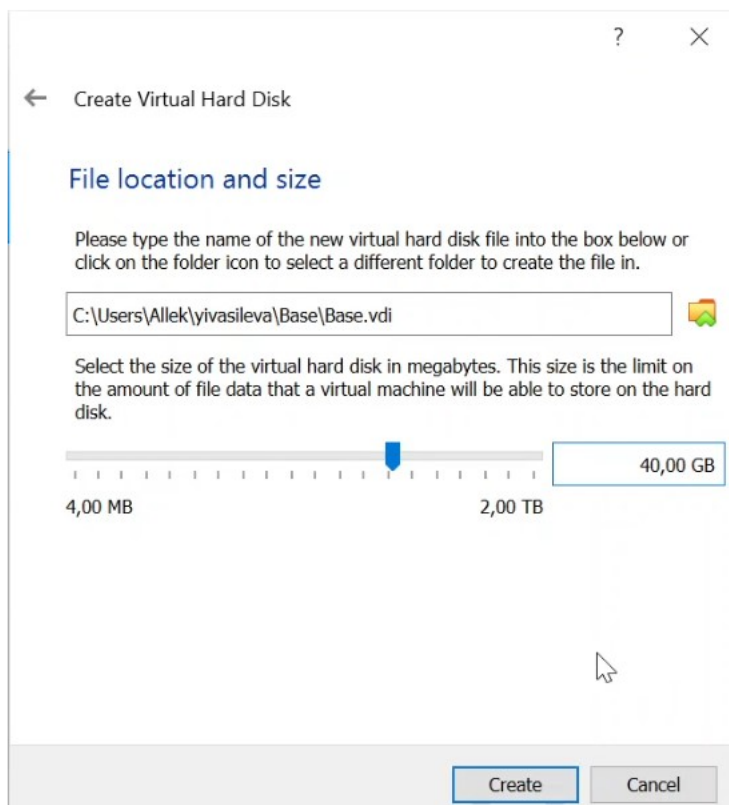 ?
Create Virtual Hard Disk
File location and size
Please type the name of the new virtual hard disk file into the box below or
click on the folder icon to select a different folder to create the file in.
C:\Users\Allek\yivasileva\Base\Base.vdi
Select the size of the virtual hard disk in megabytes. This size is the limit on
the amount of file data that a virtual machine will be able to store on the hard
disk.
40,00 GB
4,00 MB
2,00 TB
Create
Cancel